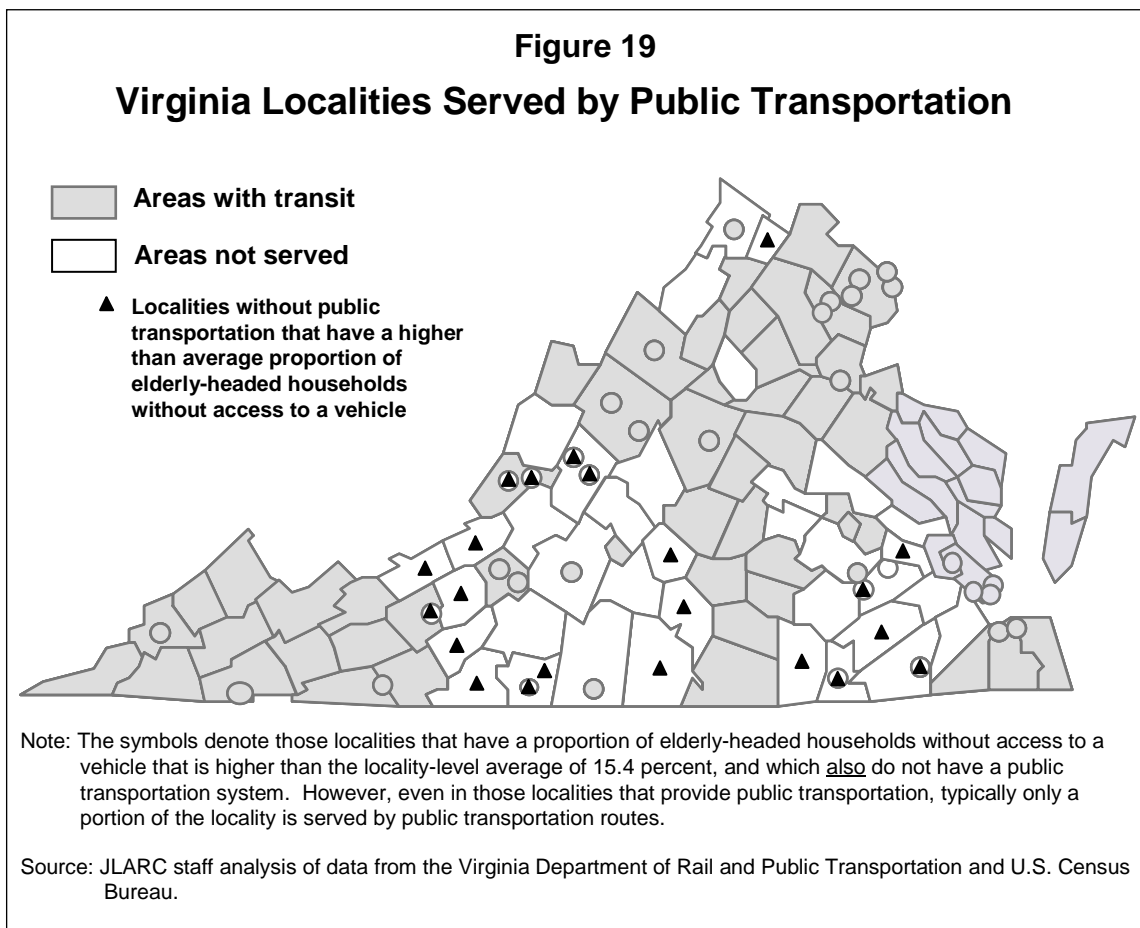 Figure 19
Virginia Localities Served by Public Transportation
Areas with transit
Areas not served
Localities without public
transportation that have a higher
than average proportion of
elderly-headed households
without access to a vehicle
Note: The symbols denote those localities that have a proportion of elderly-headed households without access to a
vehicle that is higher than the locality-level average of 15.4 percent, and which also do not have a public
transportation system. However, even in those localities that provide public transportation, typically only a
portion of the locality is served by public transportation routes.
Source: JLARC staff analysis of data from the Virginia Department of Rail and Public Transportation and U.S. Census
Bureau.